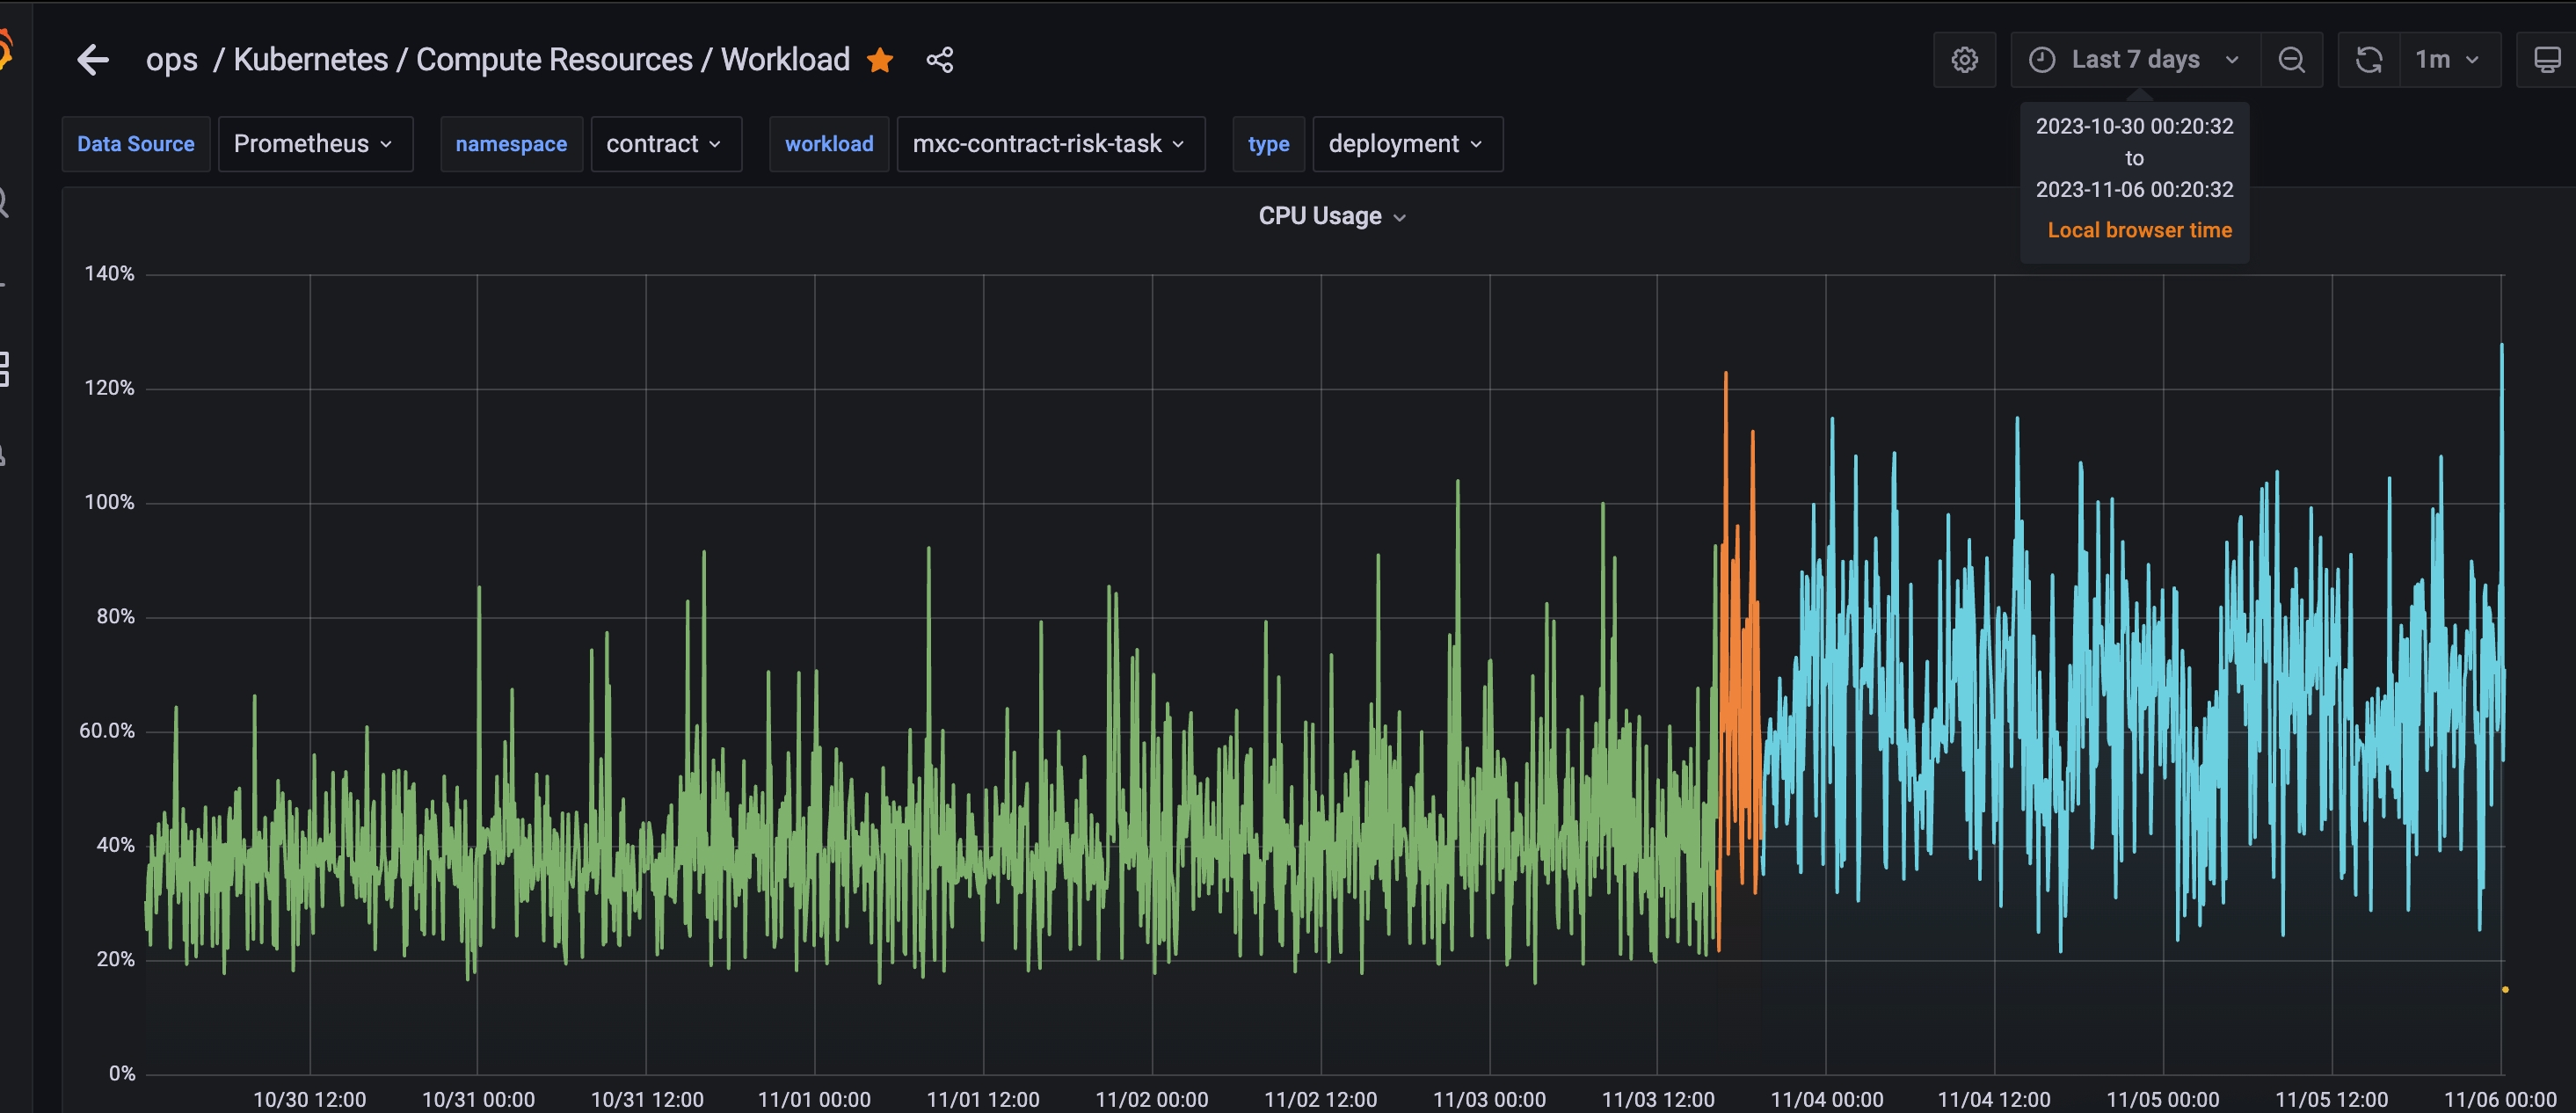 ops / Kubernetes / Compute Resources / Workload
Last 7 days
1m
2023-10-30 00:20:32
to
2023-11-06 00:20:32
Local browser time
Data Source Prometheus namespace contract workload mxc-contract-risk-task type deployment
CPU Usage
140%
120%
100%
80%
60.0%
40%
20%
0%
10/30 12:00 10/31 00:00 10/31 12:00 11/01 00:00 11/01 12:00 11/02 00:00 11/02 12:00 11/03 00:00 11/03 12:00 11/04 00:00 11/04 12:00 11/05 00:00 11/05 12:00 11/06 00:00